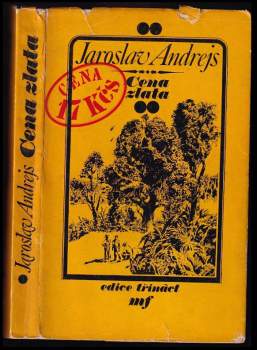 Jaroslav Andrejs
Cena
zlata
CENA
17 Kčs
edice třináct
mf
Jaroslav Andrejs Cena zlata